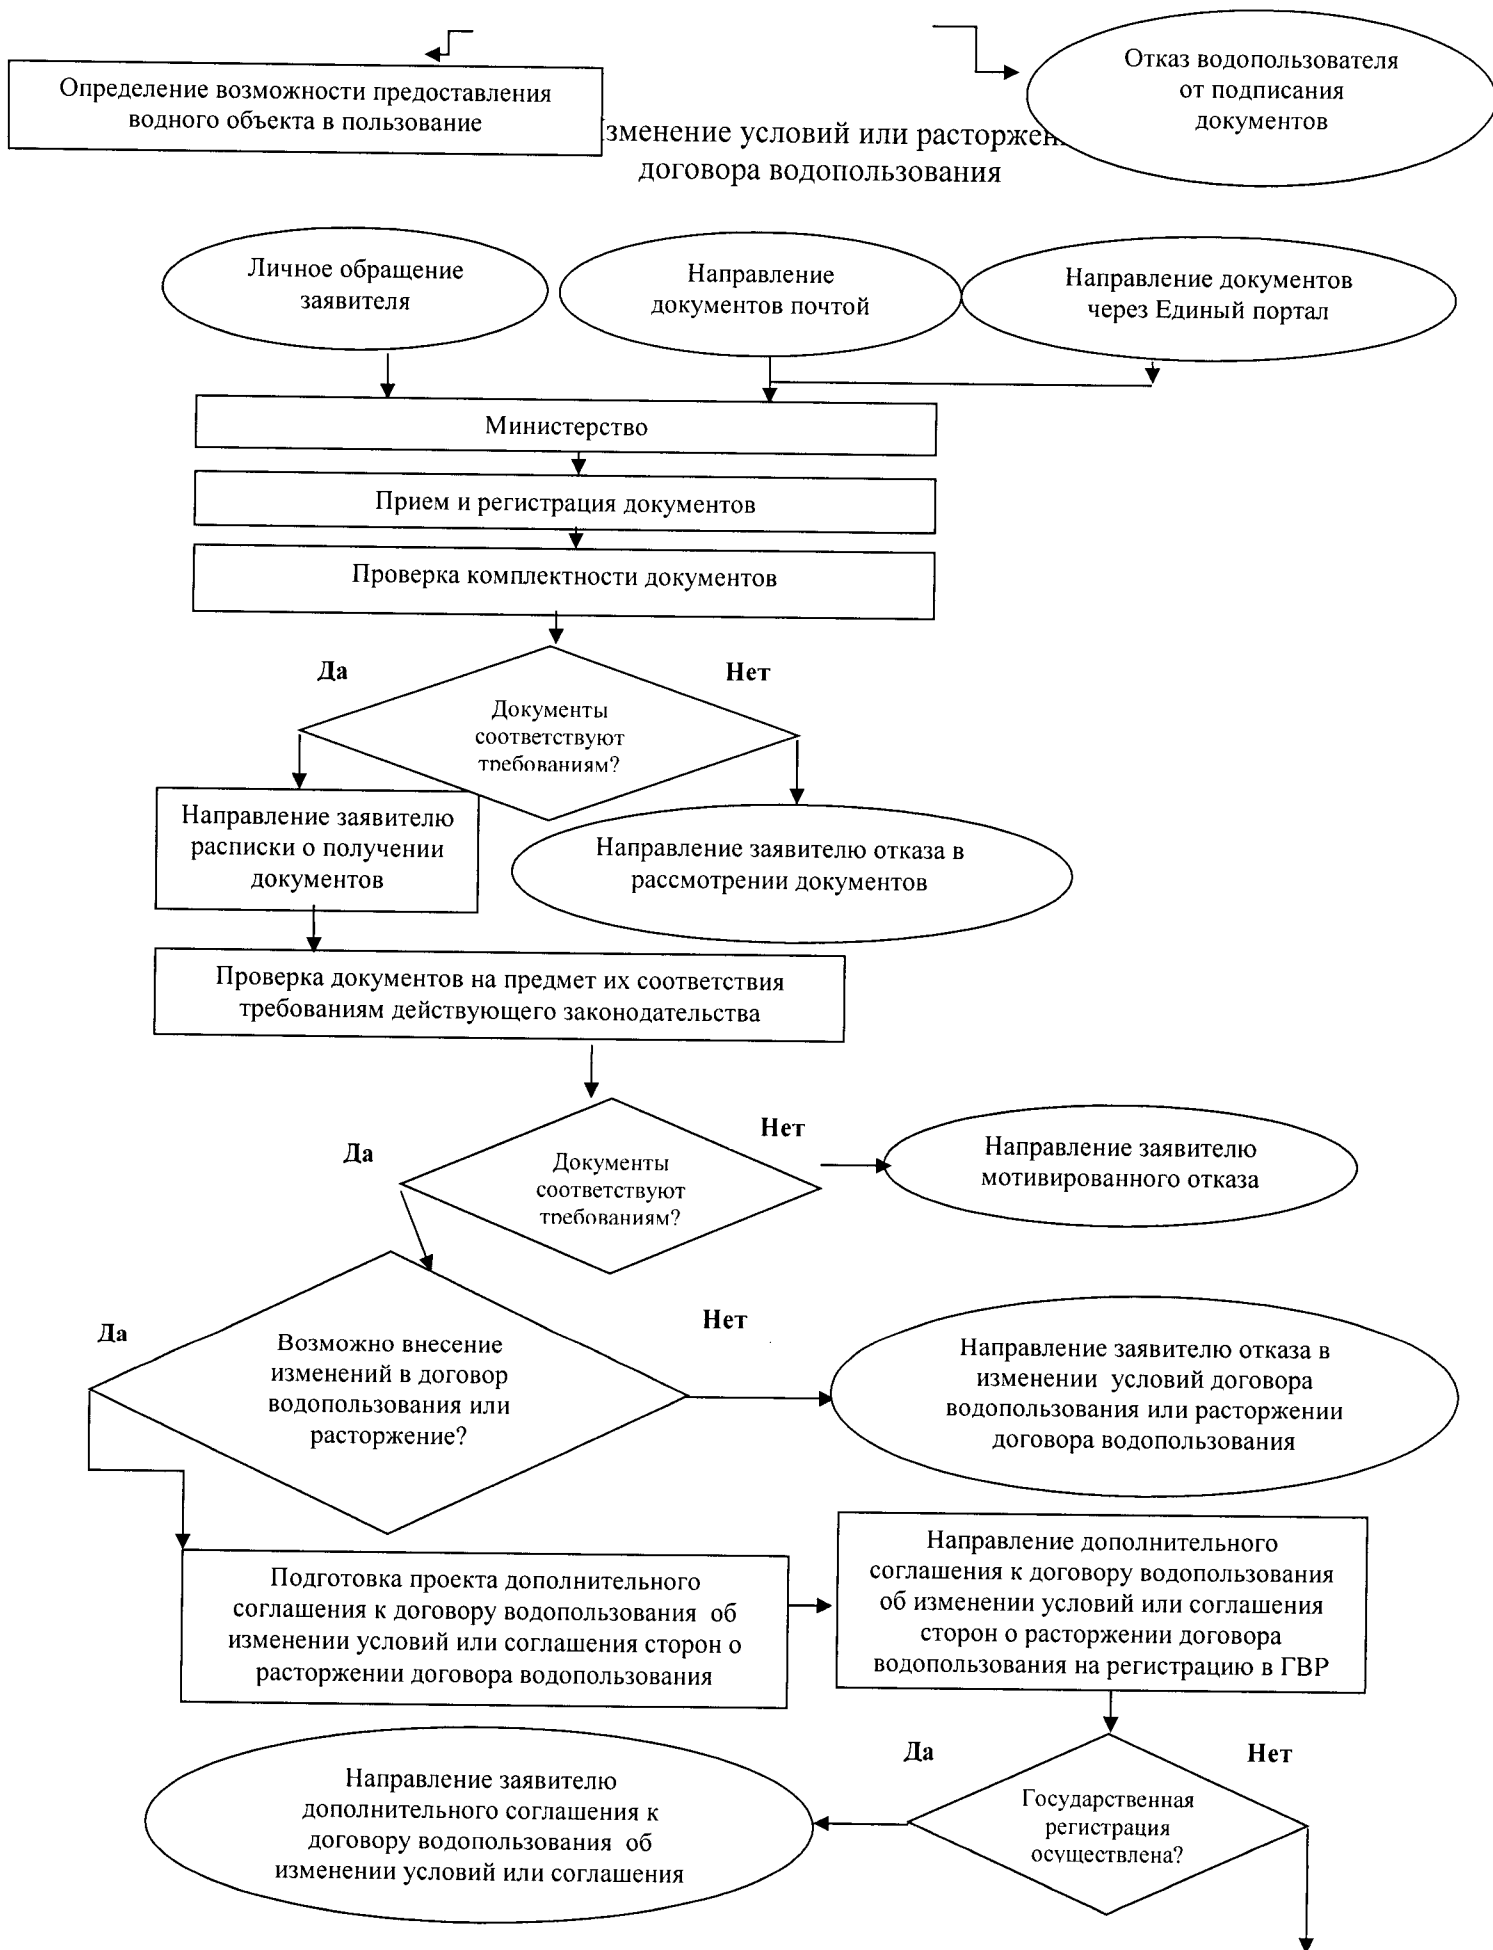 Определение возможности предоставления
водного объекта в пользование
Отказ водопользователя
от подписания
документов
зменение условий или расторжен
договора водопользования
Личное обращение
заявителя
Направление
документов почтой
Направление документов
через Единый портал
Министерство
Прием и регистрация документов
Проверка комплектности документов
Да
Нет
Документы
соответствуют
требованиям?
Направление заявителю
расписки о получении
документов
Направление заявителю отказа в
рассмотрении документов
Проверка документов на предмет их соответствия
требованиям действующего законодательства
Да
Нет
Документы
соответствуют
требованиям?
Направление заявителю
мотивированного отказа
Да
Нет
Возможно внесение
изменений в договор
водопользования или
расторжение?
Направление заявителю отказа в
изменении условий договора
водопользования или расторжении
договора водопользования
Подготовка проекта дополнительного
соглашения к договору водопользования об
изменении условий или соглашения сторон о
расторжении договора водопользования
Направление дополнительного
соглашения к договору водопользования
об изменении условий или соглашения
сторон о расторжении договора
водопользования на регистрацию в ГВР
Да
Нет
Государственная
регистрация
осуществлена?
Направление заявителю
дополнительного соглашения к
договору водопользования об
изменении условий или соглашения